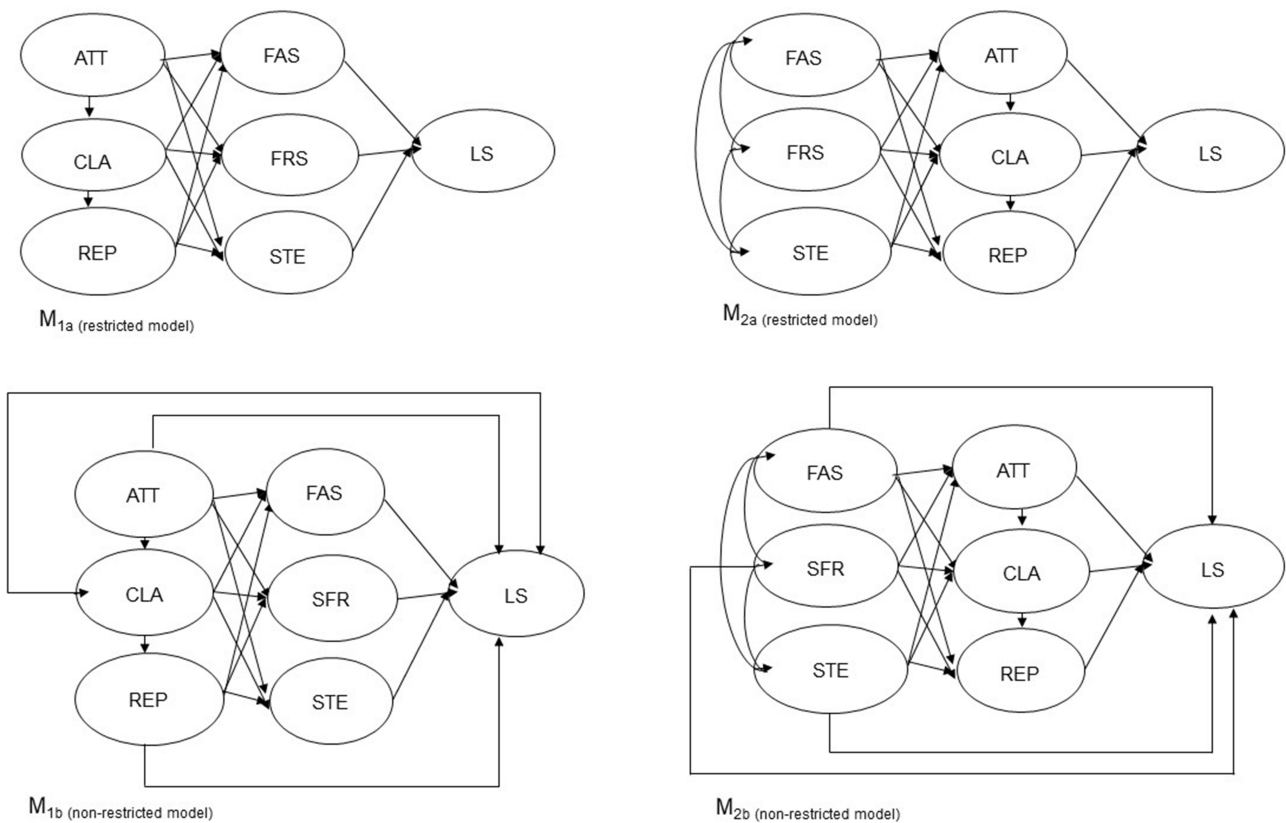 ATT
FAS
CLA
FRS
LS
REP
STE
M1a (restricted model)
FAS
ATT
FRS
CLA
LS
STE
REP
M2a (restricted model)
ATT
FAS
CLA
SFR
LS
REP
STE
M1b (non-restricted model)
FAS
ATT
SFR
CLA
LS
STE
REP
M2b (non-restricted model)